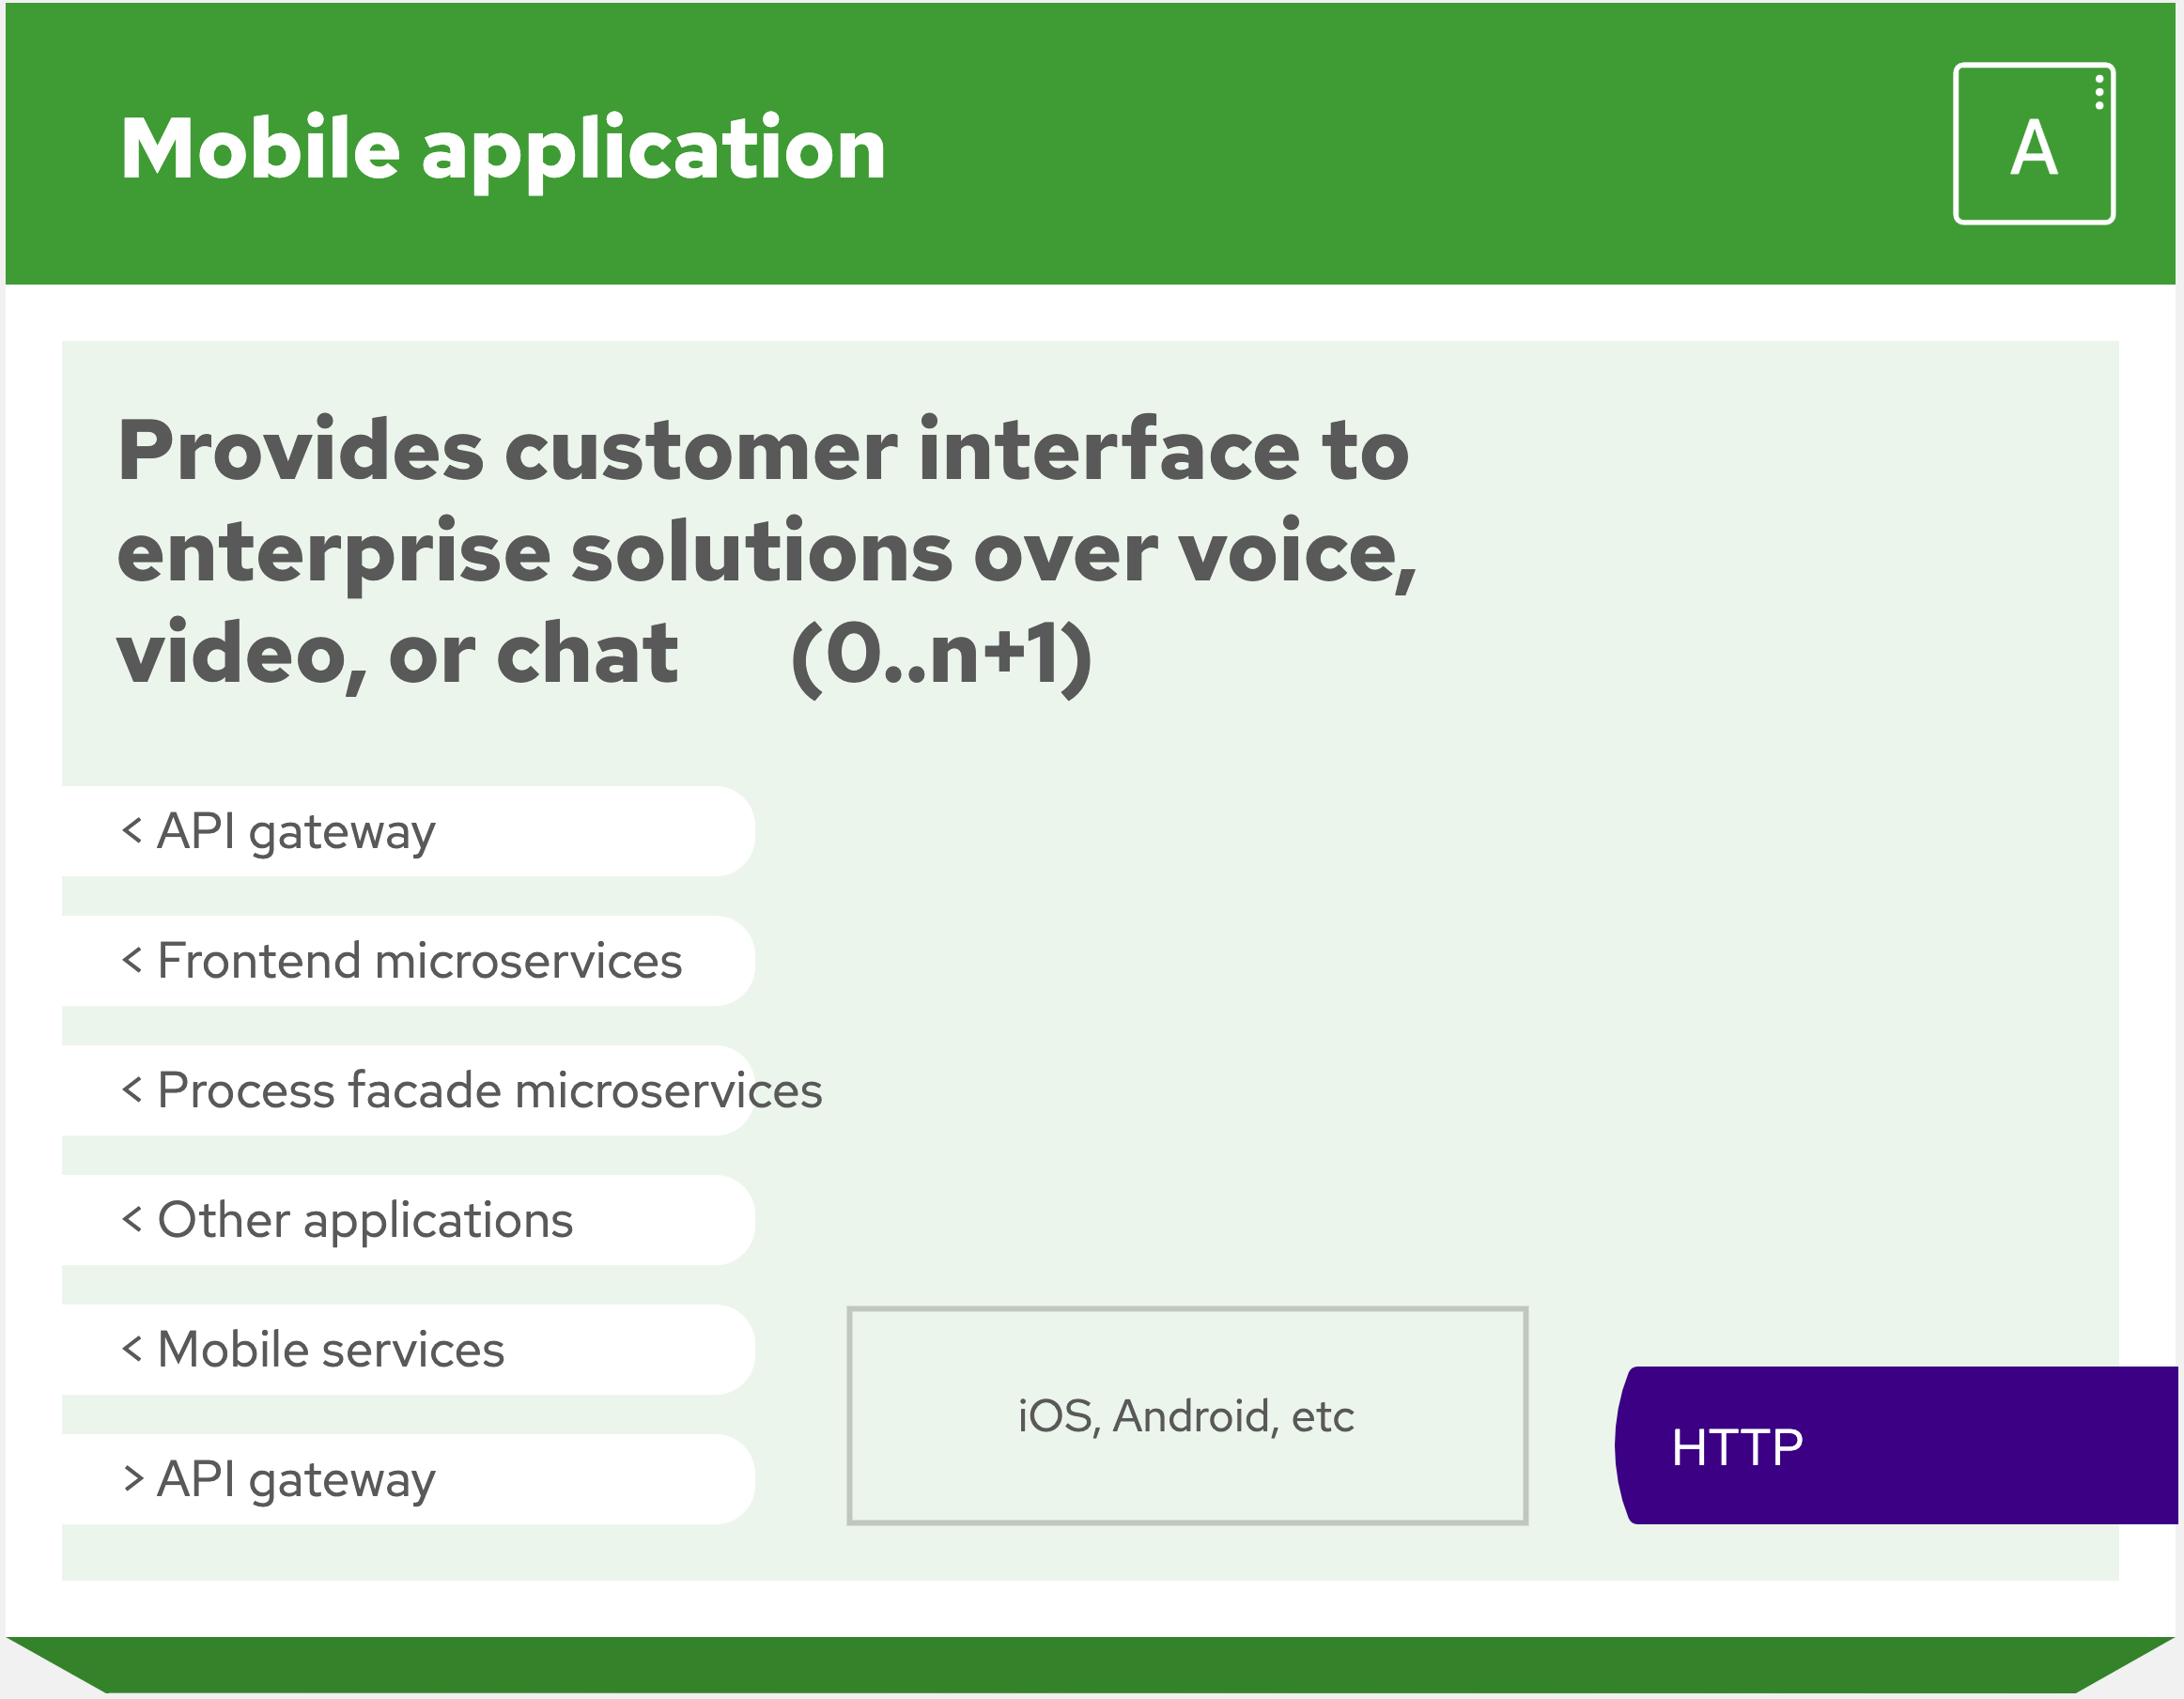 Mobile application
A
Provides customer interface to
enterprise solutions over voice,
video, or chat (0..n+1)
< API gateway
< Frontend microservices
< Process facade microservices
< Other applications
< Mobile services
> API gateway
iOS, Android, etc
HTTP